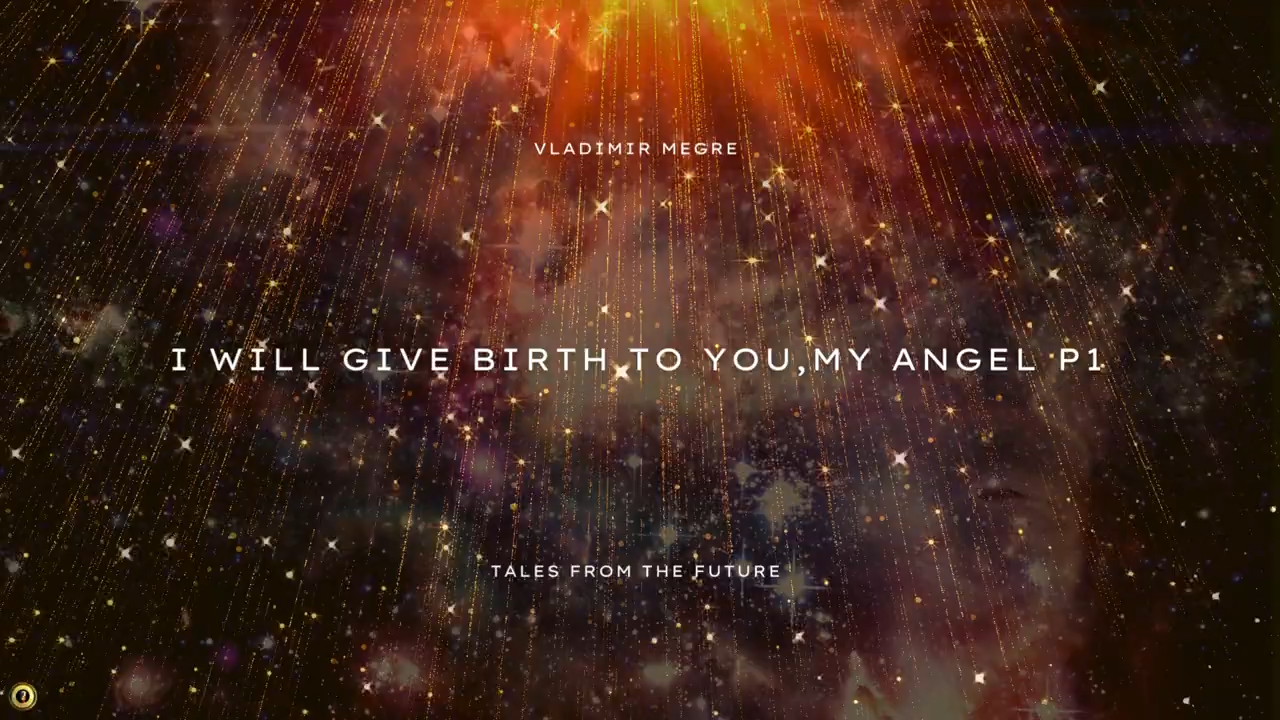 VLADIMIR MEGRE
I WILL GIVE BIRTH TO YOU,MY ANGEL P1
TALES FROM THE FUTURE